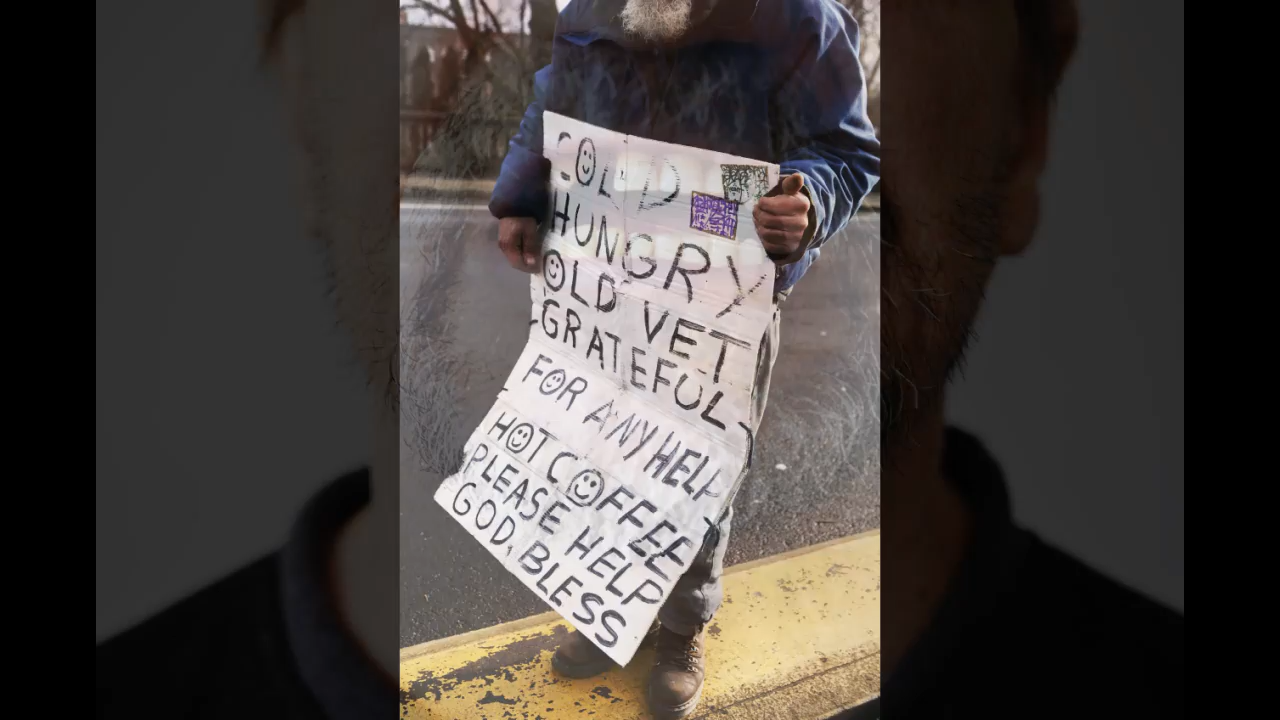 COLD
HUNGRY
OLD VET
GRATEFUL
FOR ANY HELP
HOT COFFEE
PLEASE HELP
GOD, BLESS